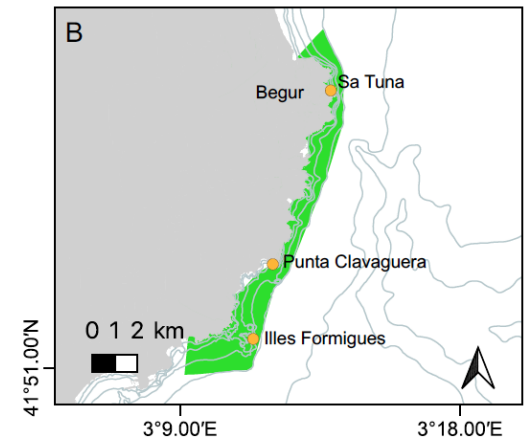 B
Sa Tuna
Begur
Punta Clavaguera
Illes Formigues
0 1 2 km
41°51.00'N
3°9.00'E
3°18.00'E